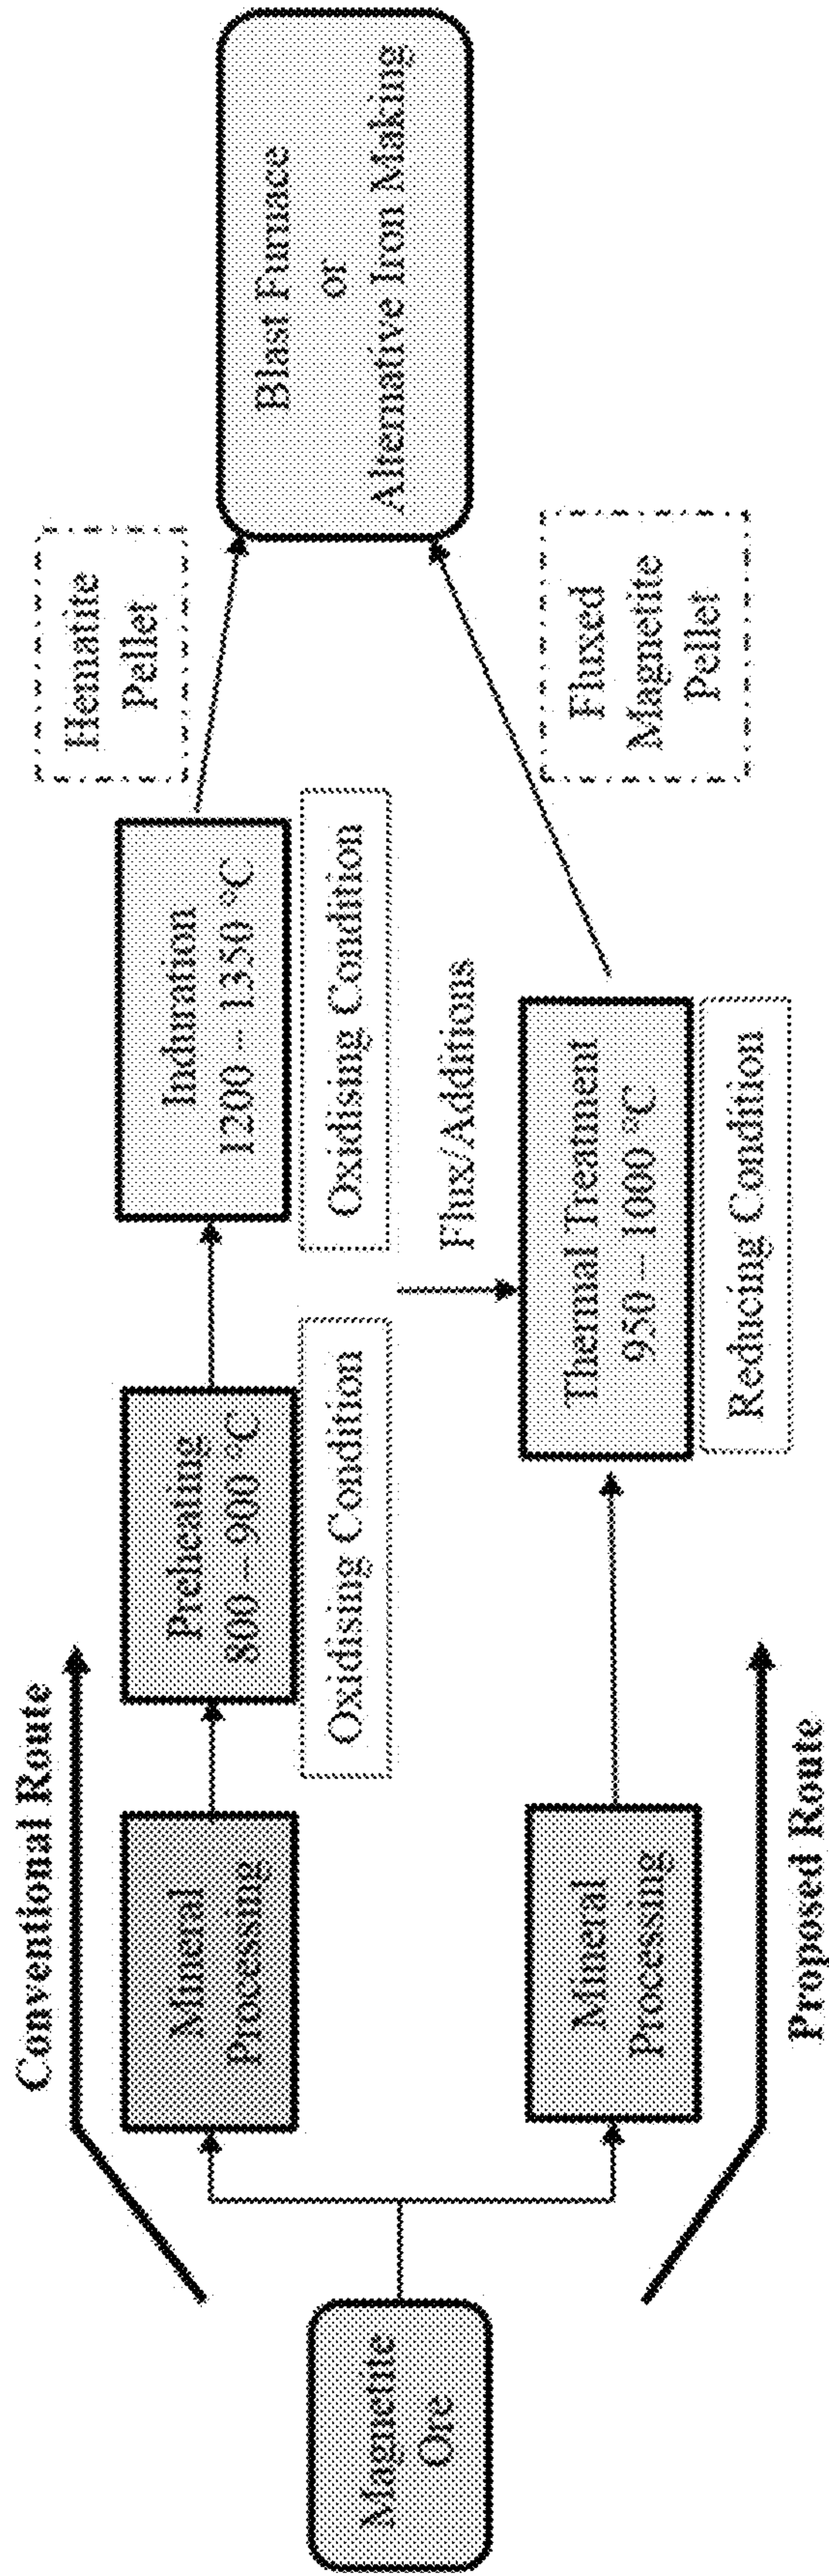 Conventional Route
Magnetite
Ore
Mineral
Processing
Preheating
800 – 900 °C
Oxidising Condition
Induration
1200 – 1350 °C
Oxidising Condition
Hematite
Pellet
Blast Furnace
or
Alternative Iron Making
Mineral
Processing
Flux/Additions
Thermal Treatment
950 – 1000 °C
Reducing Condition
Fluxed
Magnetite
Pellet
Proposed Route